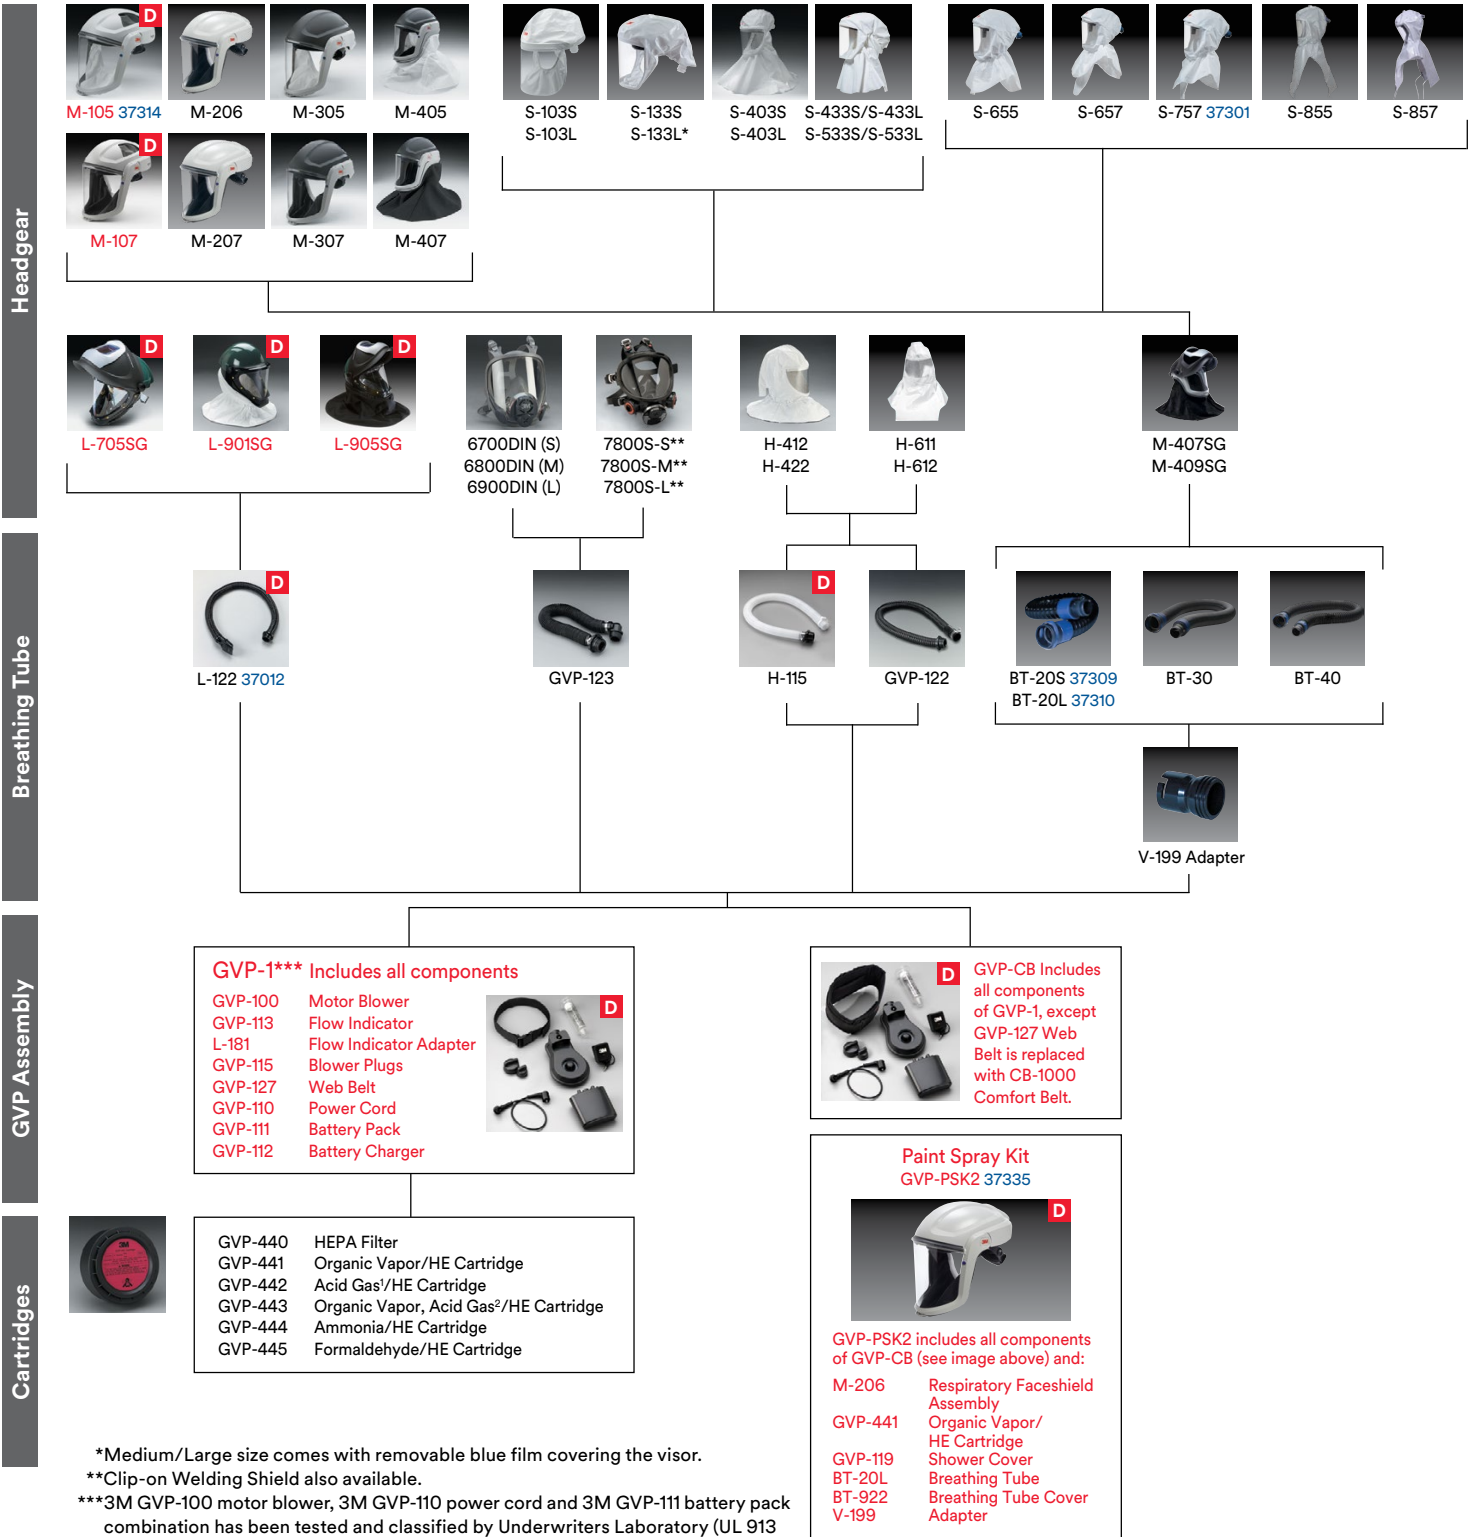 Headgear
D
M-105 37314
M-206
M-305
M-405
S-103S
S-103L
S-133S
S-133L*
S-403S
S-403L
S-433S/S-433L
S-533S/S-533L
S-655
S-657
S-757 37301
S-855
S-857
D
M-107
M-207
M-307
M-407
D
L-705SG
D
L-901SG
D
L-905SG
6700DIN (S)
6800DIN (M)
6900DIN (L)
7800S-S**
7800S-M**
7800S-L**
H-412
H-422
H-611
H-612
M-407SG
M-409SG
Breathing Tube
D
L-122 37012
GVP-123
D
H-115
GVP-122
BT-20S 37309
BT-20L 37310
BT-30
BT-40
V-199 Adapter
GVP Assembly
GVP-1*** Includes all components
GVP-100 Motor Blower
GVP-113 Flow Indicator
L-181 Flow Indicator Adapter
GVP-115 Blower Plugs
GVP-127 Web Belt
GVP-110 Power Cord
GVP-111 Battery Pack
GVP-112 Battery Charger
D
D
GVP-CB Includes
all components
of GVP-1, except
GVP-127 Web
Belt is replaced
with CB-1000
Comfort Belt.
Cartridges
3M
GVP-440 HEPA Filter
GVP-441 Organic Vapor/HE Cartridge
GVP-442 Acid Gas¹/HE Cartridge
GVP-443 Organic Vapor, Acid Gas²/HE Cartridge
GVP-444 Ammonia/HE Cartridge
GVP-445 Formaldehyde/HE Cartridge
Paint Spray Kit
GVP-PSK2 37335
D
GVP-PSK2 includes all components
of GVP-CB (see image above) and:
M-206 Respiratory Faceshield
Assembly
GVP-441 Organic Vapor/
HE Cartridge
GVP-119 Shower Cover
BT-20L Breathing Tube
BT-922 Breathing Tube Cover
V-199 Adapter
*Medium/Large size comes with removable blue film covering the visor.
**Clip-on Welding Shield also available.
***3M GVP-100 motor blower, 3M GVP-110 power cord and 3M GVP-111 battery pack
combination has been tested and classified by Underwriters Laboratory (UL 913